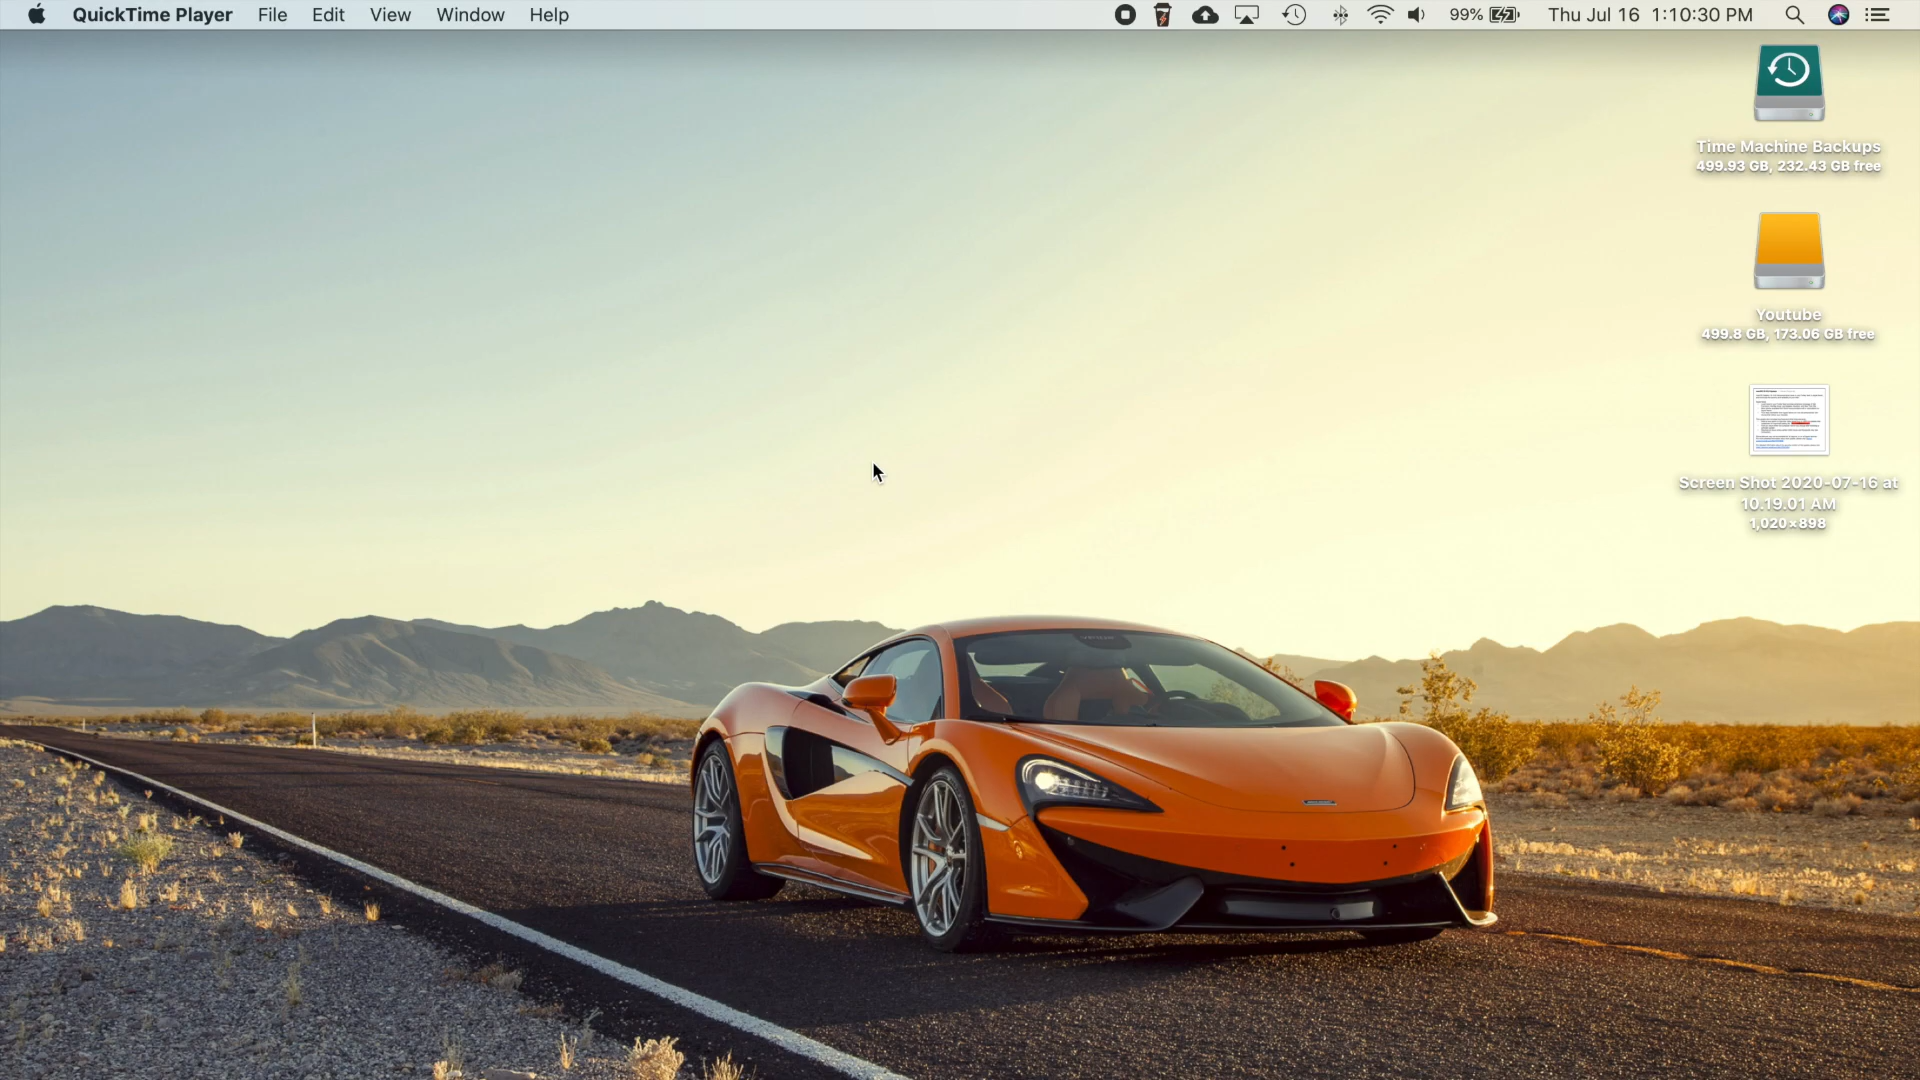 QuickTime Player File Edit View Window Help 99% Thu Jul 16 1:10:30 PM
Time Machine Backups
499.93 GB, 232.43 GB free
Youtube
499.8 GB, 173.06 GB free
Screen Shot 2020-07-16 at
10.19.01 AM
1,020×898